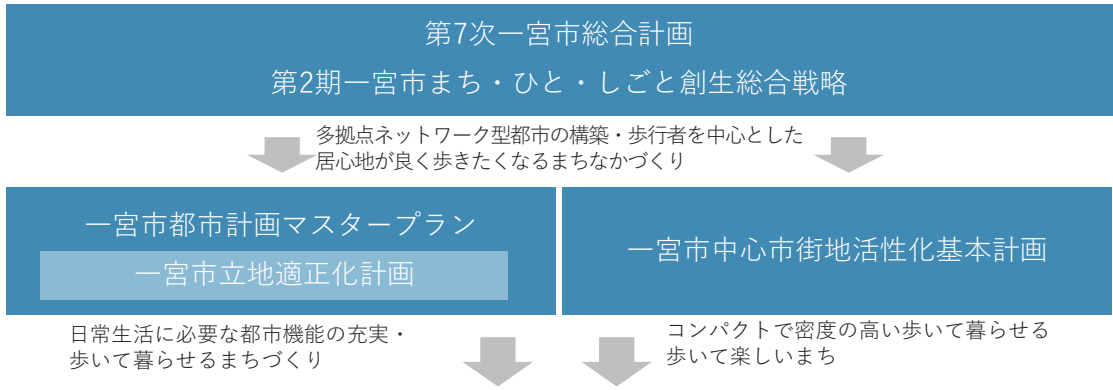 第7次一宮市総合計画
第2期一宮市まち・ひと・しごと創生総合戦略
多拠点ネットワーク型都市の構築・歩行者を中心とした
居心地が良く歩きたくなるまちなかづくり
一宮市都市計画マスタープラン
一宮市立地適正化計画
一宮市中心市街地活性化基本計画
日常生活に必要な都市機能の充実・
歩いて暮らせるまちづくり
コンパクトで密度の高い歩いて暮らせる
歩いて楽しいまち